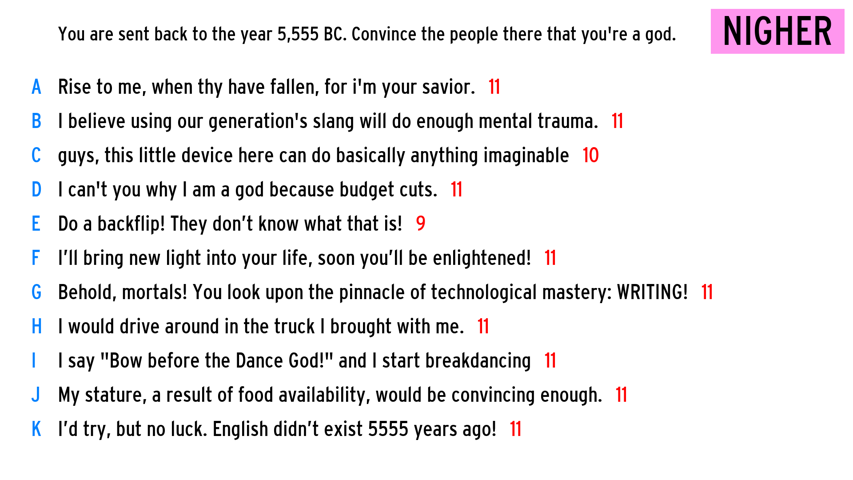 You are sent back to the year 5,555 BC. Convince the people there that you're a god.
NIGHER
A Rise to me, when thy have fallen, for i'm your savior. 11
B I believe using our generation's slang will do enough mental trauma. 11
C guys, this little device here can do basically anything imaginable 10
D I can't you why I am a god because budget cuts. 11
E Do a backflip! They don’t know what that is! 9
F I’ll bring new light into your life, soon you’ll be enlightened! 11
G Behold, mortals! You look upon the pinnacle of technological mastery: WRITING! 11
H I would drive around in the truck I brought with me. 11
I I say "Bow before the Dance God!" and I start breakdancing 11
J My stature, a result of food availability, would be convincing enough. 11
K I’d try, but no luck. English didn’t exist 5555 years ago! 11